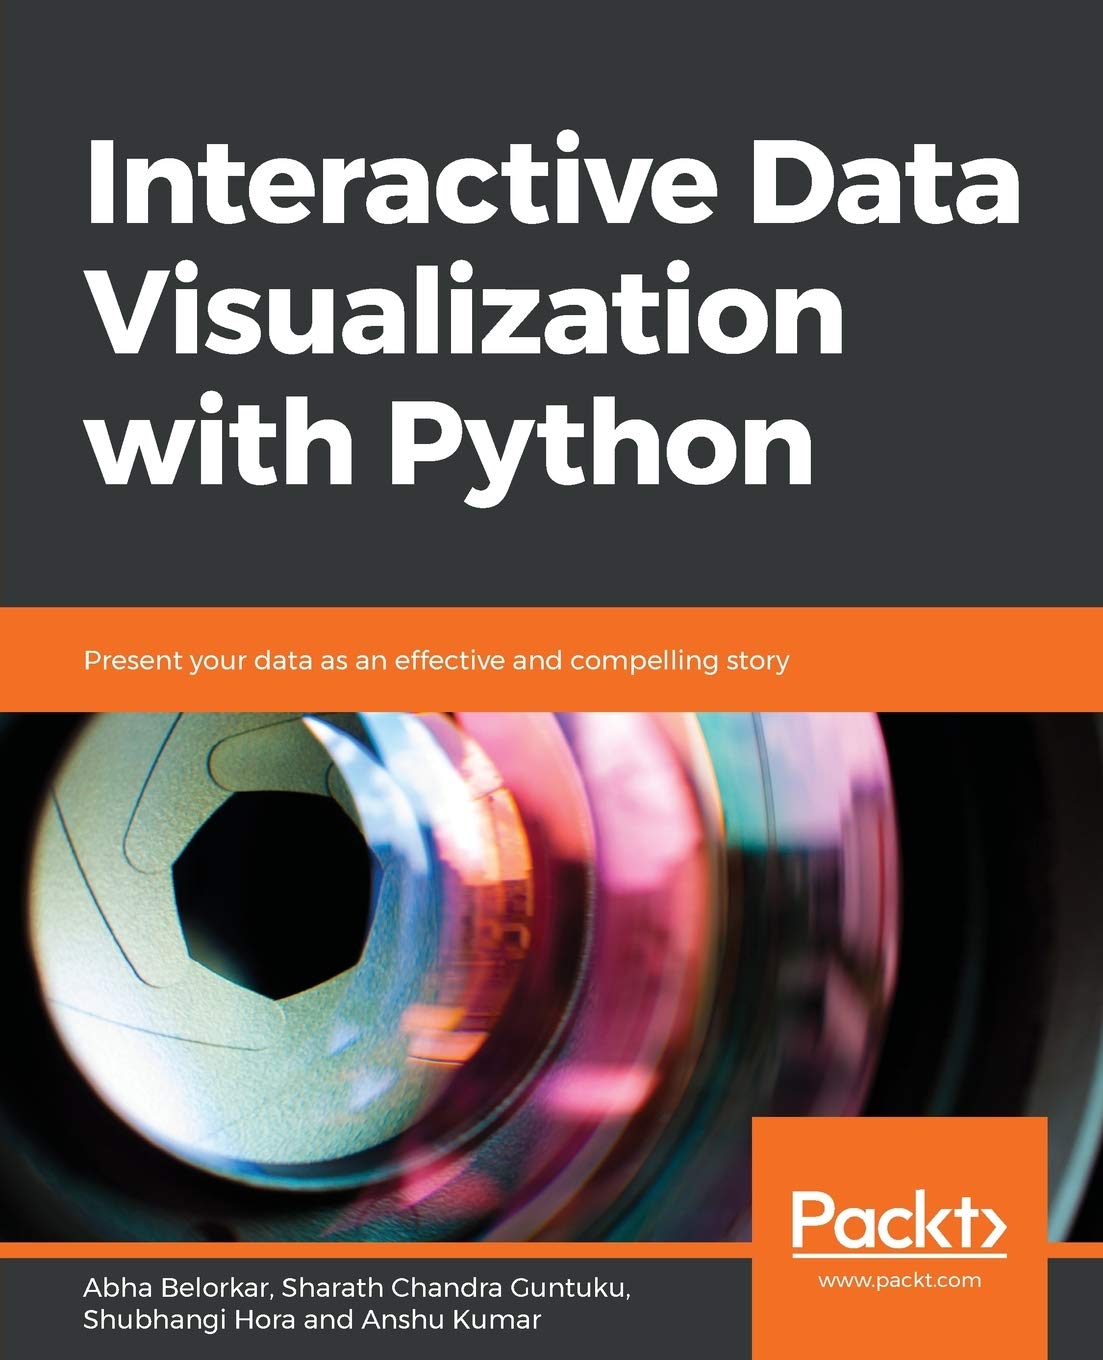 Interactive Data
Visualization
with Python
Present your data as an effective and compelling story
Packt>
www.packt.com
Abha Belorkar, Sharath Chandra Guntuku,
Shubhangi Hora and Anshu Kumar